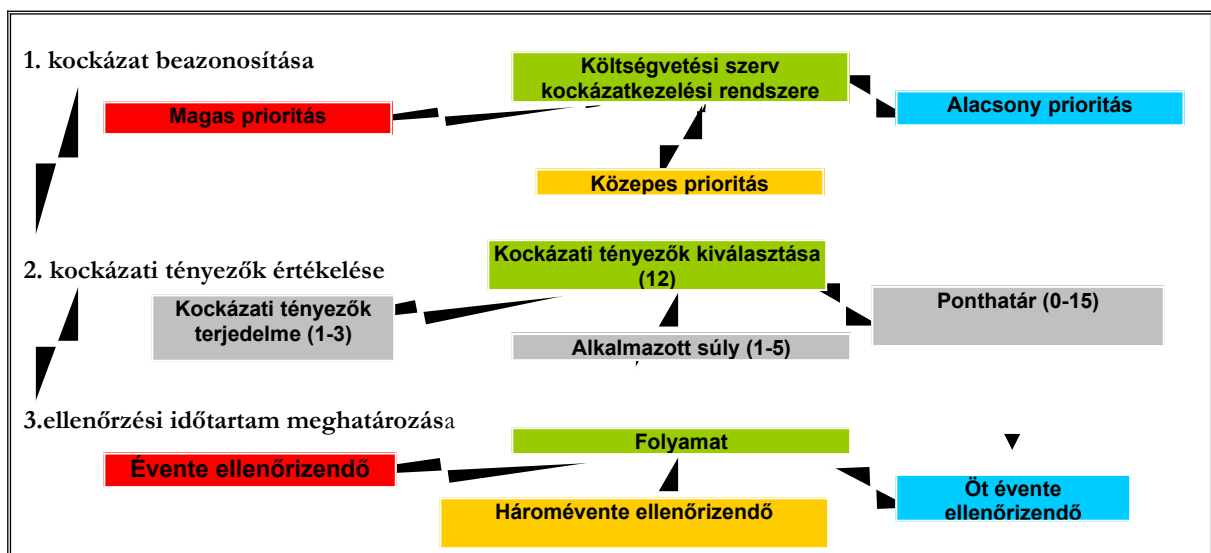 1. kockázat beazonosítása
Költségvetési szerv
kockázatkezelési rendszere
Magas prioritás
Alacsony prioritás
Közepes prioritás
2. kockázati tényezők értékelése
Kockázati tényezők kiválasztása
(12)
Kockázati tényezők
terjedelme (1-3)
Ponthatár (0-15)
Alkalmazott súly (1-5)
3.ellenőrzési időtartam meghatározása
Folyamat
Évente ellenőrizendő
Öt évente
ellenőrizendő
Háromévente ellenőrizendő